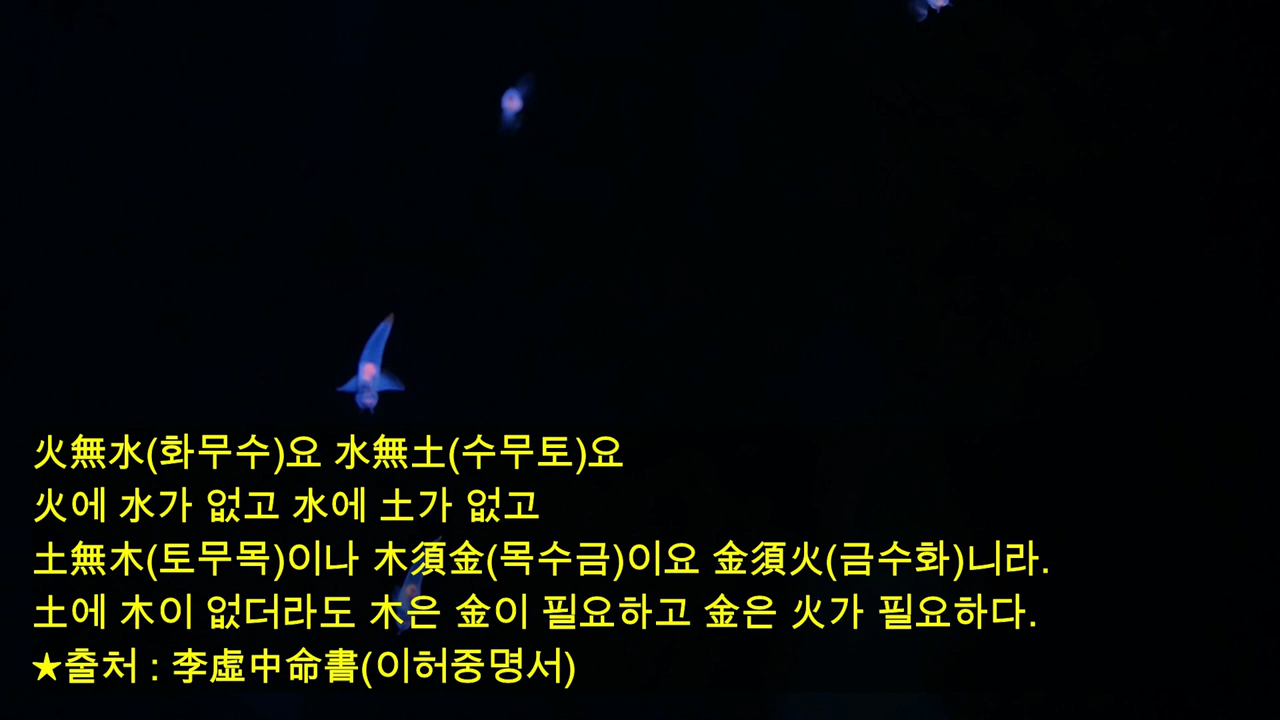 火無水(화무수)요 水無土(수무토)요
火에 水가 없고 水에 土가 없고
土無木(토무목)이나 木須金(목수금)이요 金須火(금수화)니라.
土에 木이 없더라도 木은 金이 필요하고 金은 火가 필요하다.
★출처 : 李虛中命書(이허중명서)